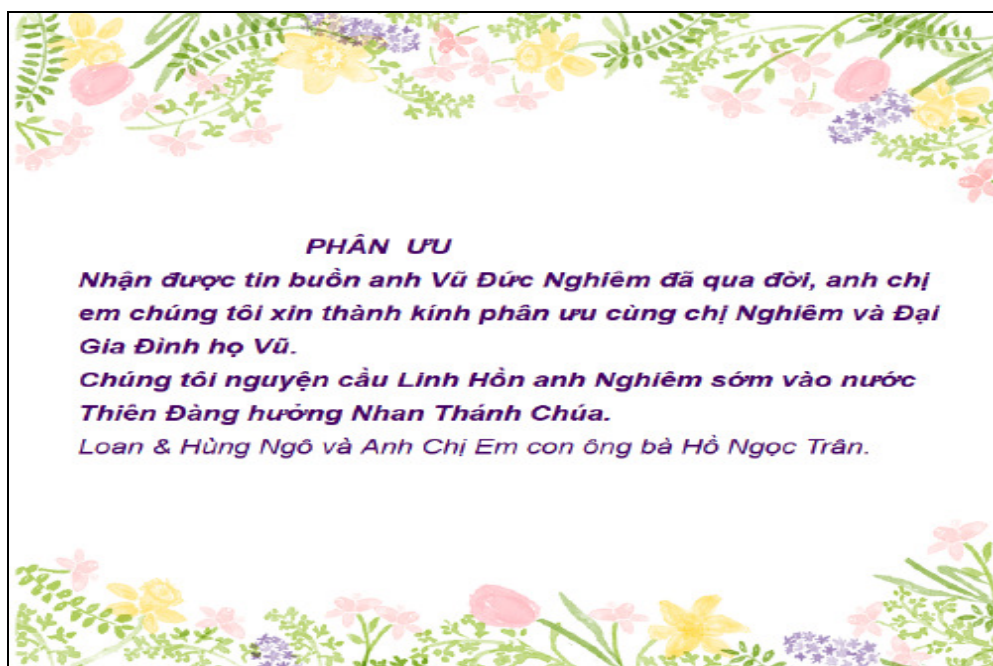 PHÂN ƯU
Nhận được tin buồn anh Vũ Đức Nghiêm đã qua đời, anh chị
em chúng tôi xin thành kính phân ưu cùng chị Nghiêm và Đại
Gia Đình họ Vũ.
Chúng tôi nguyện cầu Linh Hồn anh Nghiêm sớm vào nước
Thiên Đàng hưởng Nhan Thánh Chúa.
Loan & Hùng Ngô và Anh Chị Em con ông bà Hồ Ngọc Trân.